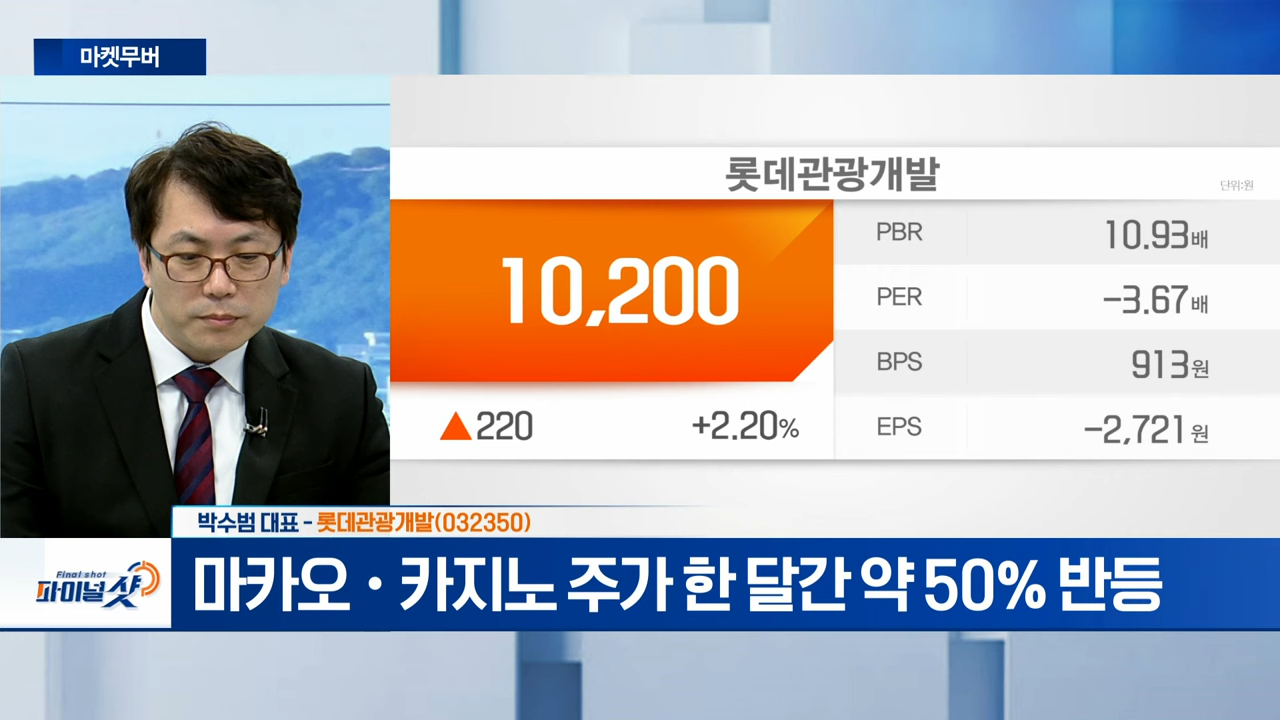 마켓무버
롯데관광개발
단위:원
10,200
▲220 +2.20%
PBR 10.93배
PER -3.67배
BPS 913원
EPS -2,721원
박수범 대표 - 롯데관광개발(032350)
Final shot
파이널샷
마카오·카지노 주가 한 달간 약 50% 반등